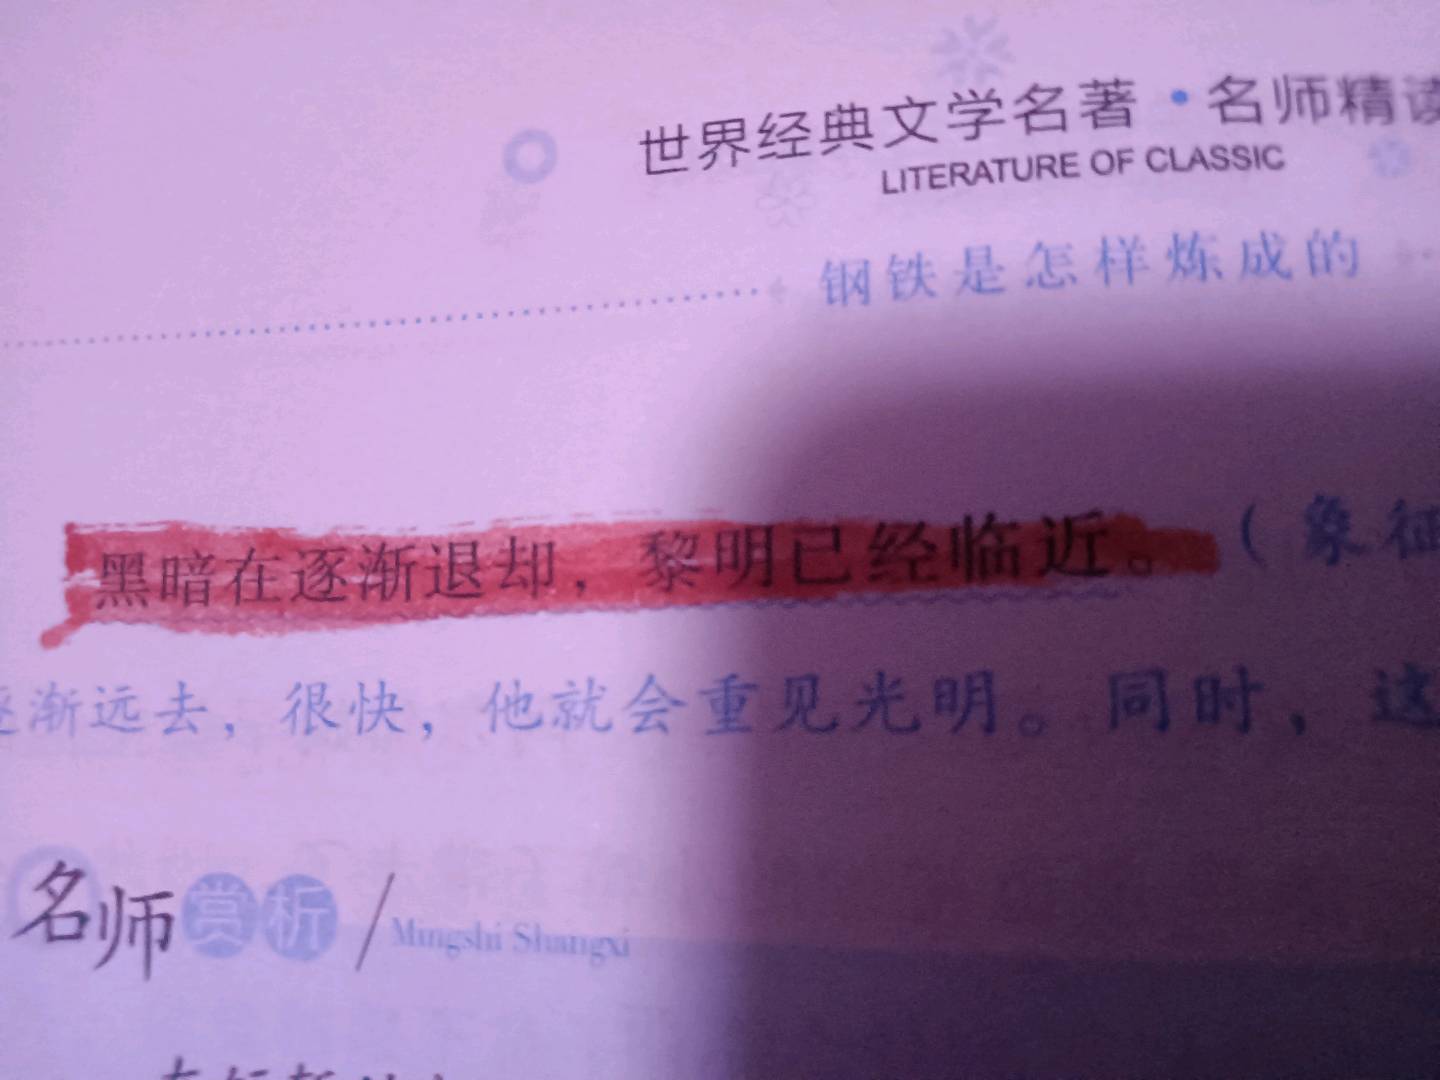 世界经典文学名著·名师精读
LITERATURE OF CLASSIC
钢铁是怎样炼成的
黑暗在逐渐退却，黎明已经临近。（象征
逐渐远去，很快，他就会重见光明。同时，这
名师赏析/Mingshi Shangxi